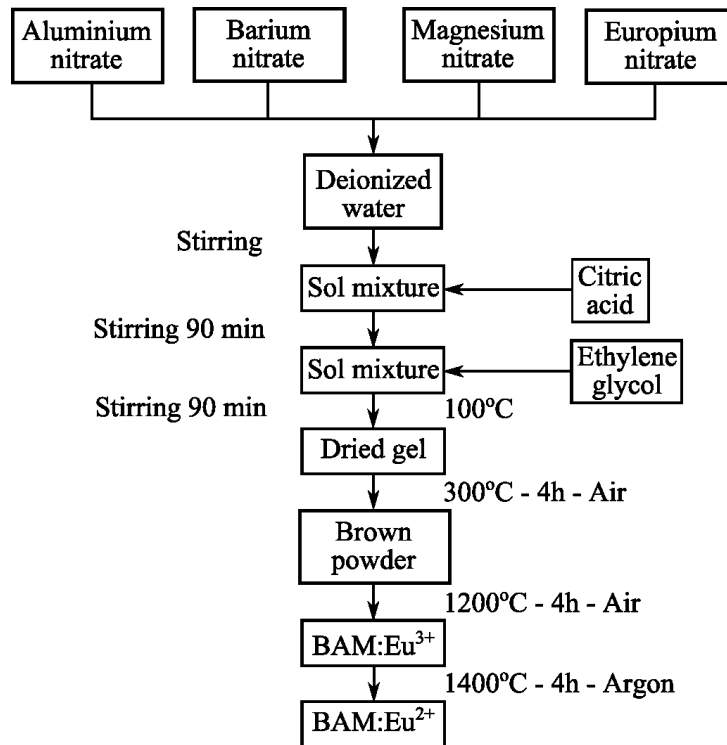 Aluminium
nitrate
Barium
nitrate
Magnesium
nitrate
Europium
nitrate
Deionized
water
Stirring
Sol mixture
Citric
acid
Stirring 90 min
Sol mixture
Ethylene
glycol
Stirring 90 min
100ºC
Dried gel
300ºC - 4h - Air
Brown
powder
1200ºC - 4h - Air
BAM:Eu³⁺
1400ºC - 4h - Argon
BAM:Eu²⁺